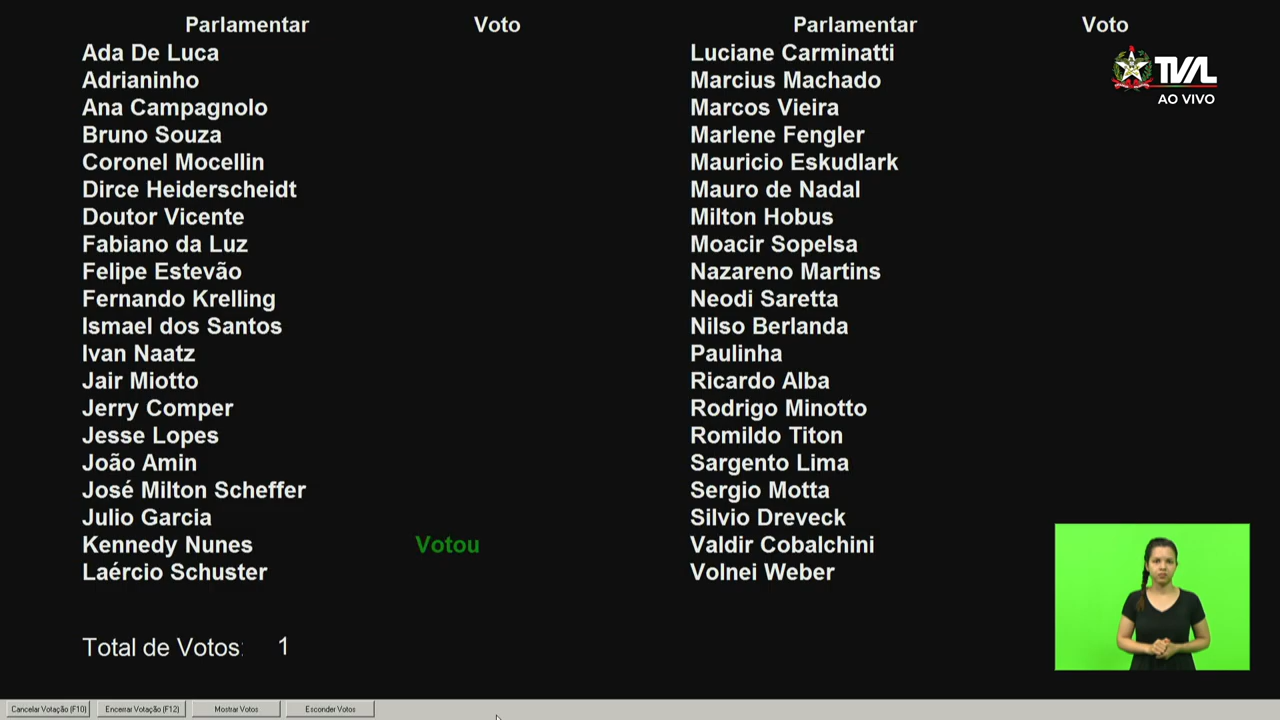 Parlamentar Voto Parlamentar Voto
Ada De Luca
Adrianinho
Ana Campagnolo
Bruno Souza
Coronel Mocellin
Dirce Heiderscheidt
Doutor Vicente
Fabiano da Luz
Felipe Estevão
Fernando Krelling
Ismael dos Santos
Ivan Naatz
Jair Miotto
Jerry Comper
Jesse Lopes
João Amin
José Milton Scheffer
Julio Garcia
Kennedy Nunes Votou
Laércio Schuster
Luciane Carminatti
Marcius Machado
Marcos Vieira
Marlene Fengler
Mauricio Eskudlark
Mauro de Nadal
Milton Hobus
Moacir Sopelsa
Nazareno Martins
Neodi Saretta
Nilso Berlanda
Paulinha
Ricardo Alba
Rodrigo Minotto
Romildo Titon
Sargento Lima
Sergio Motta
Silvio Dreveck
Valdir Cobalchini
Volnei Weber
TVAL
AO VIVO
Total de Votos: 1
Cancelar Votação (F10) Encerrar Votação (F12) Mostrar Votos Esconder Votos